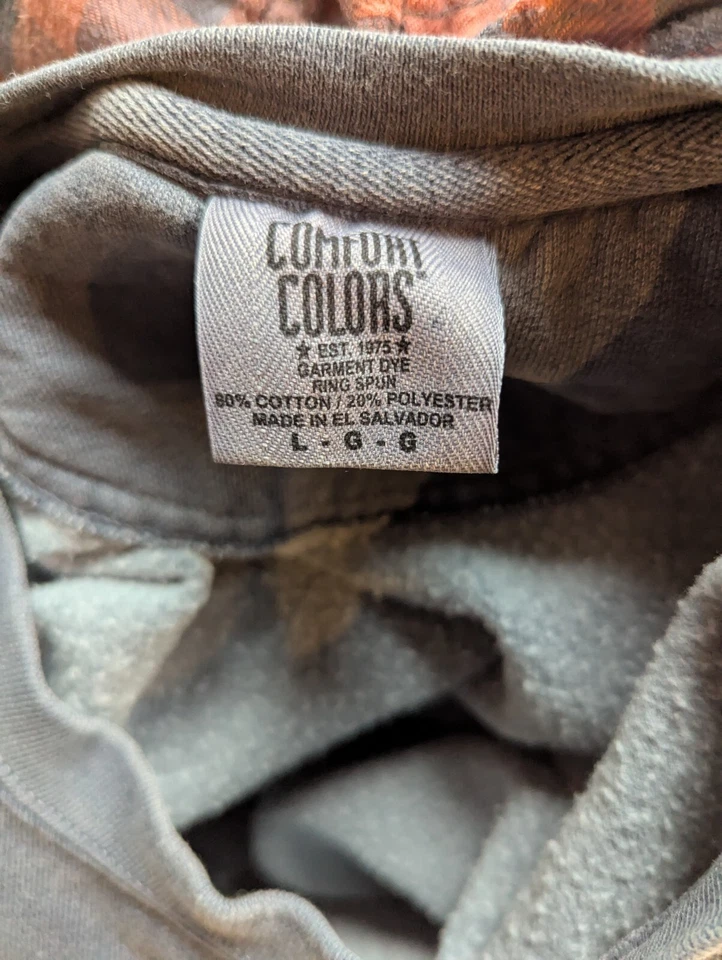 COMFORT
COLORS®
★ EST. 1975 ★
GARMENT DYE
RING SPUN
80% COTTON / 20% POLYESTER
MADE IN EL SALVADOR
L - G - G